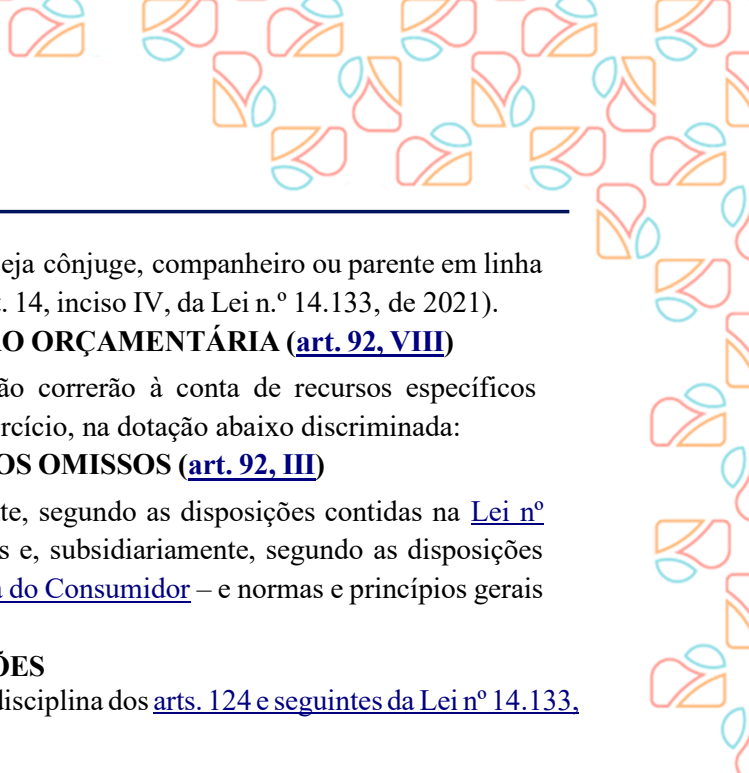 eja cônjuge, companheiro ou parente em linha
. 14, inciso IV, da Lei n.º 14.133, de 2021).
O ORÇAMENTÁRIA (art. 92, VIII)
ão correrão à conta de recursos específicos
rcício, na dotação abaixo discriminada:
OS OMISSOS (art. 92, III)
te, segundo as disposições contidas na Lei nº
s e, subsidiariamente, segundo as disposições
do Consumidor – e normas e princípios gerais
ÕES
disciplina dos arts. 124 e seguintes da Lei nº 14.133,